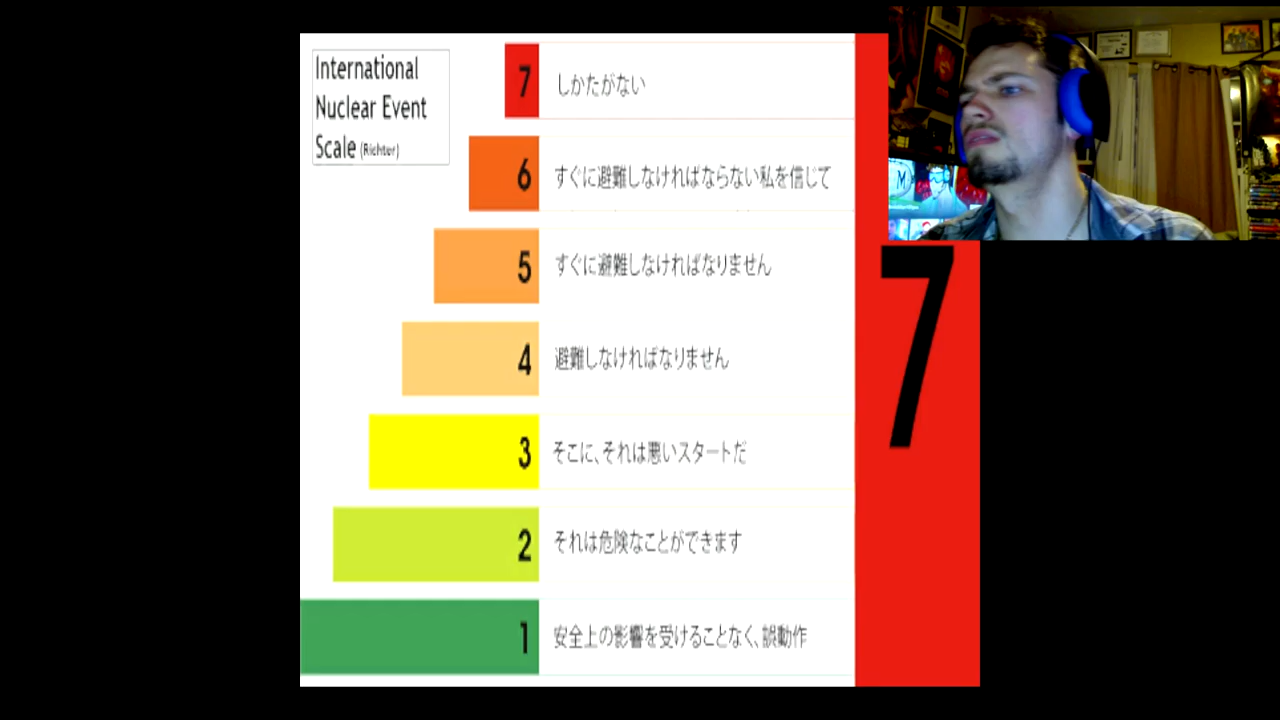 International
Nuclear Event
Scale (Richter)
7 しかたがない
6 すぐに避難しなければならない私を信じて
5 すぐに避難しなければなりません
4 避難しなければなりません
3 そこに、それは悪いスタートだ
2 それは危険なことができます
1 安全上の影響を受けることなく、誤動作
7
M